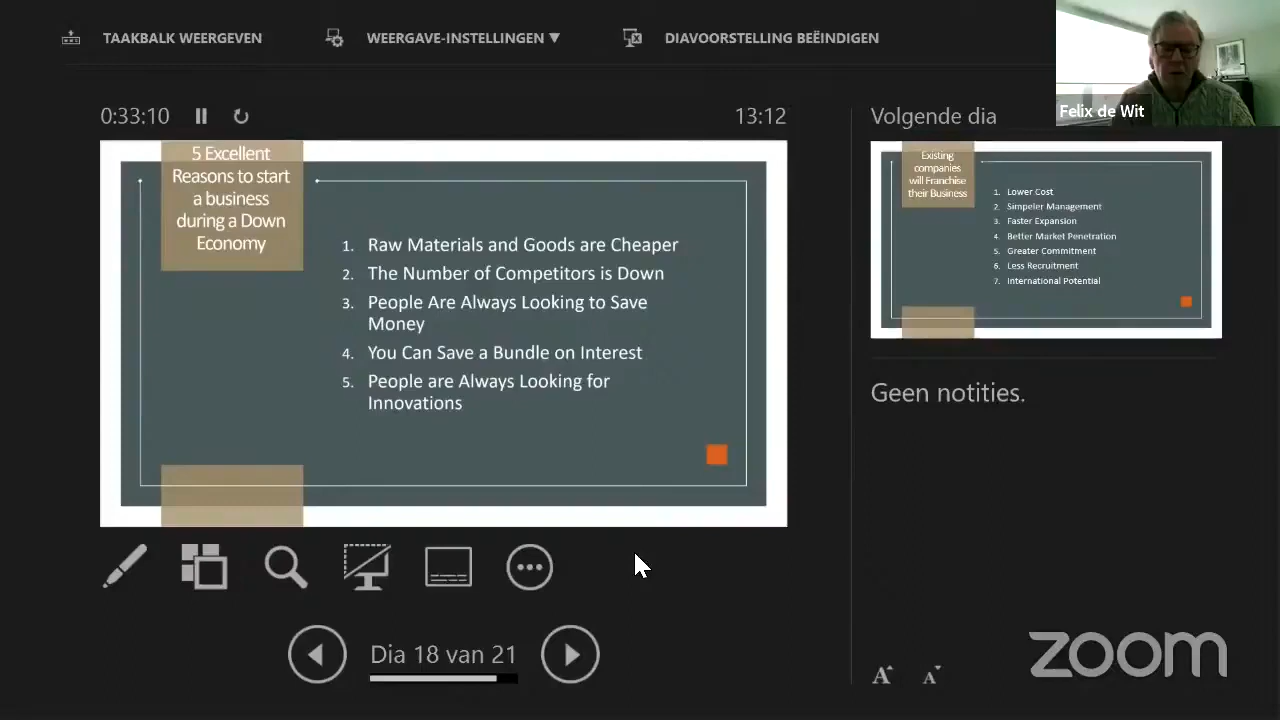 TAAKBALK WEERGEVEN
WEERGAVE-INSTELLINGEN ▼
DIAVOORSTELLING BEËINDIGEN
Felix de Wit
0:33:10
13:12
Volgende dia
5 Excellent
Reasons to start
a business
during a Down
Economy
1. Raw Materials and Goods are Cheaper
2. The Number of Competitors is Down
3. People Are Always Looking to Save
Money
4. You Can Save a Bundle on Interest
5. People are Always Looking for
Innovations
Existing
companies
will Franchise
their Business
1. Lower Cost
2. Simpeler Management
3. Faster Expansion
4. Better Market Penetration
5. Greater Commitment
6. Less Recruitment
7. International Potential
Geen notities.
Dia 18 van 21
A A
zoom